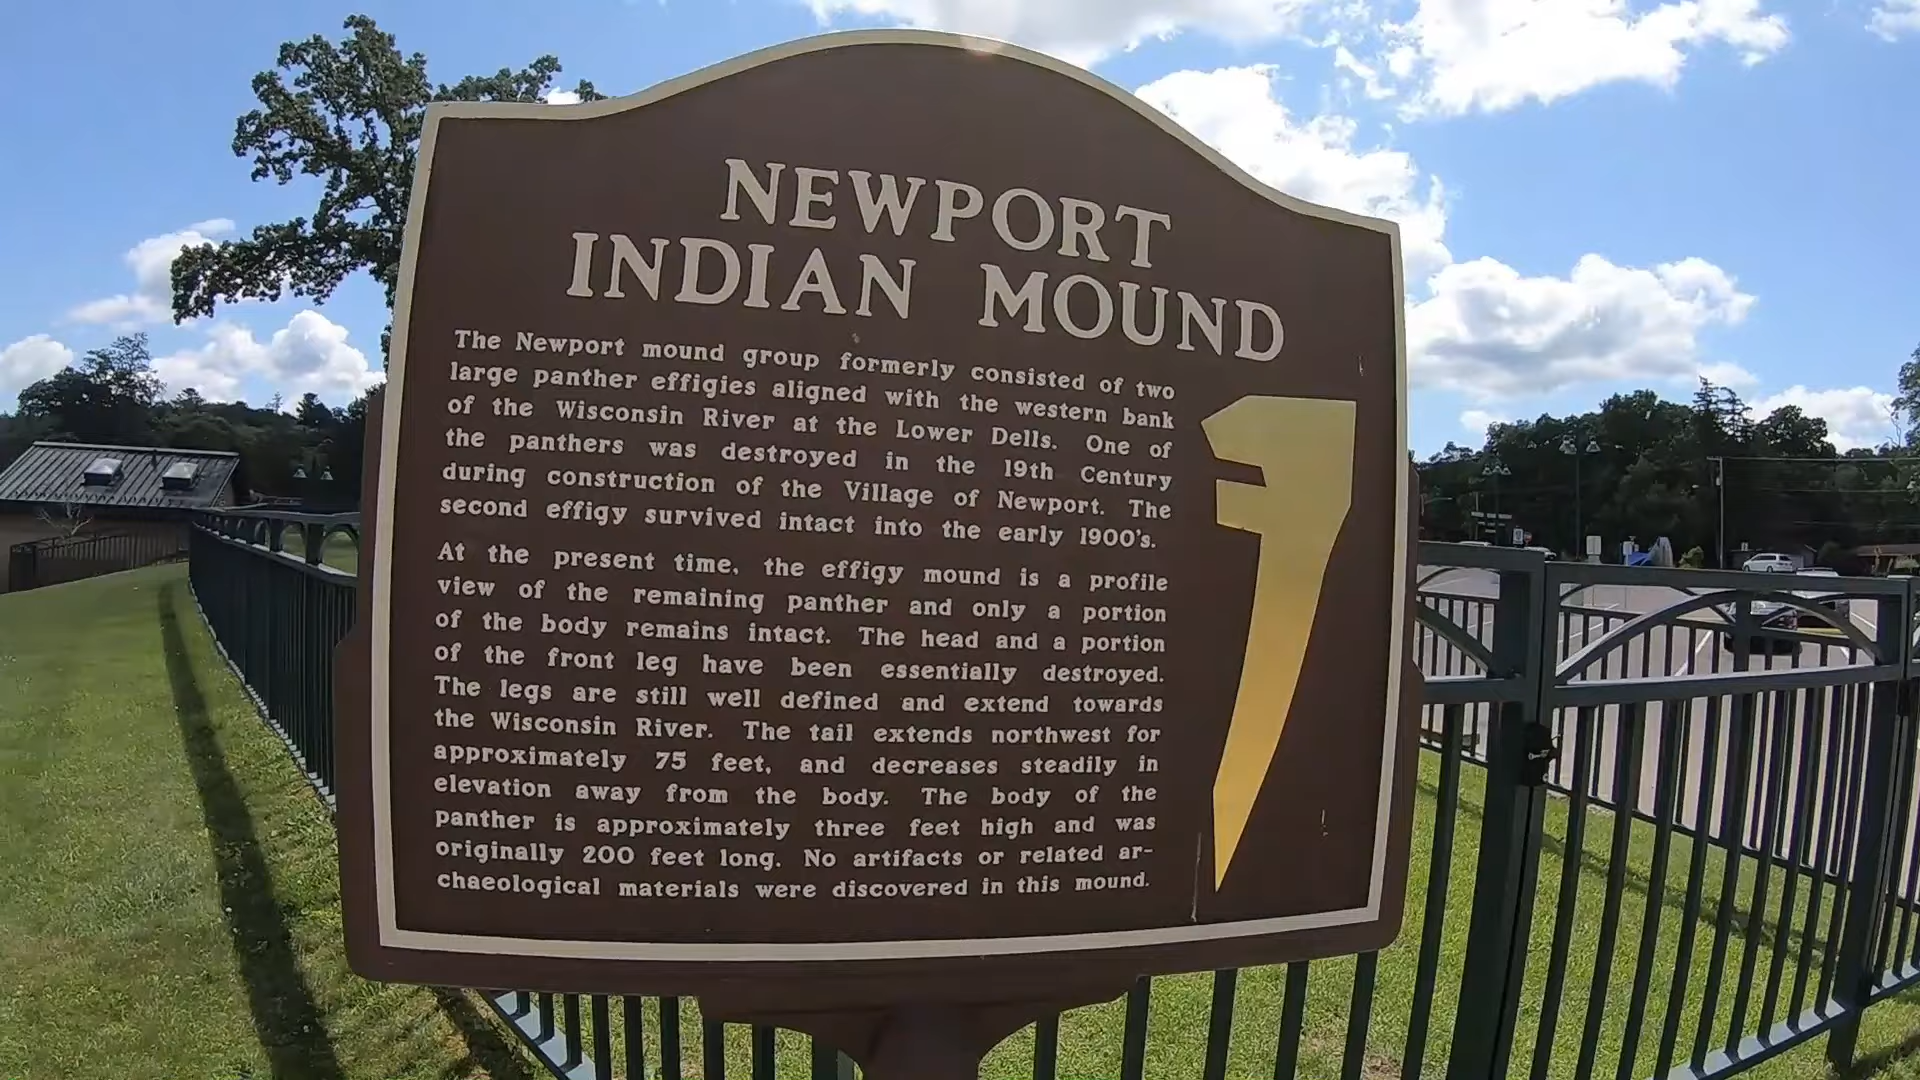 NEWPORT
INDIAN MOUND
The Newport mound group formerly consisted of two
large panther effigies aligned with the western bank
of the Wisconsin River at the Lower Dells. One of
the panthers was destroyed in the 19th Century
during construction of the Village of Newport. The
second effigy survived intact into the early 1900's.
At the present time, the effigy mound is a profile
view of the remaining panther and only a portion
of the body remains intact. The head and a portion
of the front leg have been essentially destroyed.
The legs are still well defined and extend towards
the Wisconsin River. The tail extends northwest for
approximately 75 feet, and decreases steadily in
elevation away from the body. The body of the
panther is approximately three feet high and was
originally 200 feet long. No artifacts or related ar-
chaeological materials were discovered in this mound.